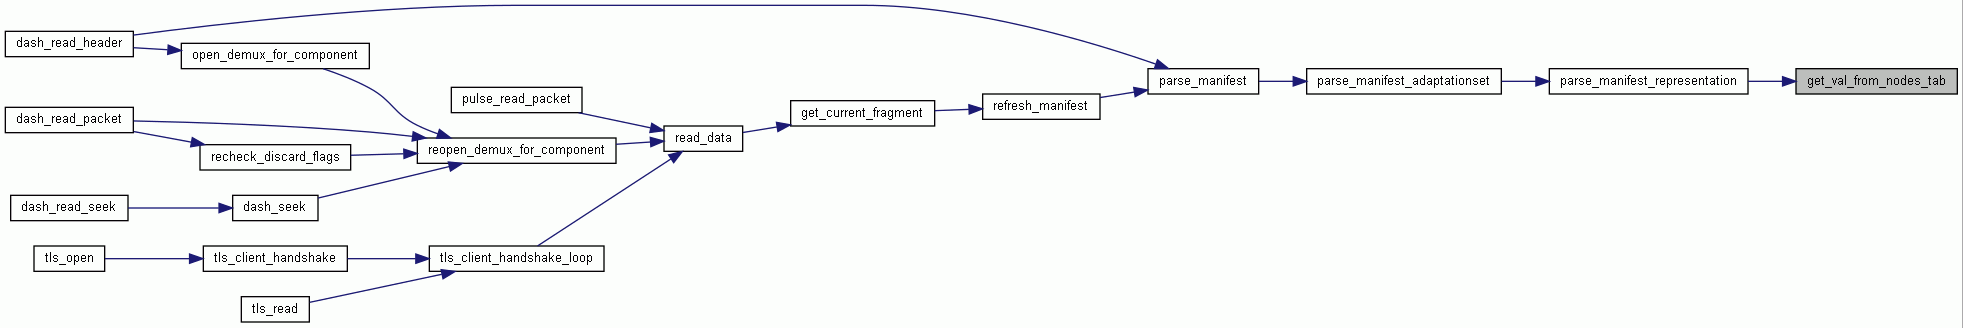 dash_read_header
open_demux_for_component
dash_read_packet
recheck_discard_flags
dash_read_seek
dash_seek
tls_open
tls_client_handshake
tls_read
pulse_read_packet
reopen_demux_for_component
tls_client_handshake_loop
read_data
get_current_fragment
refresh_manifest
parse_manifest
parse_manifest_adaptationset
parse_manifest_representation
get_val_from_nodes_tab